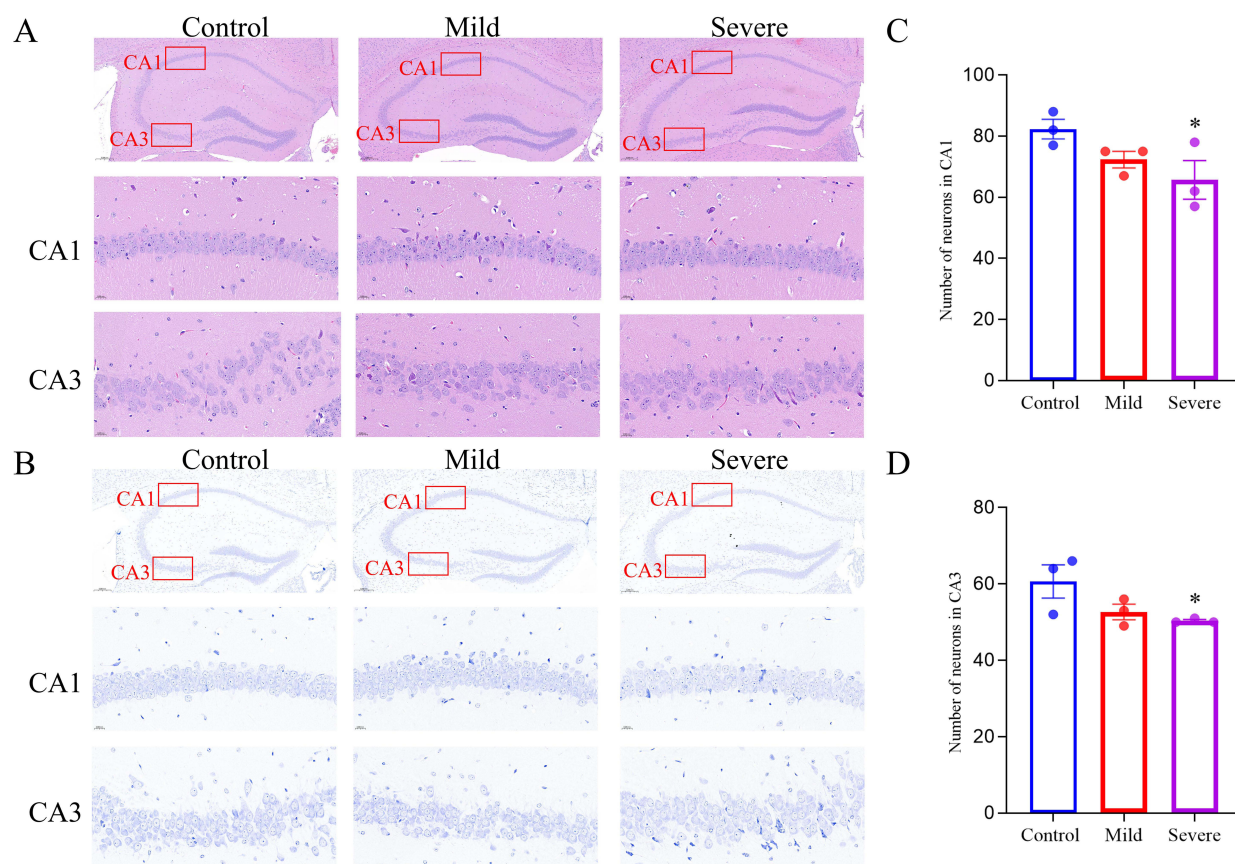 A
Control
Mild
Severe
CA1
CA3
CA1
CA3
CA1
CA3
CA1
CA3
B
Control
Mild
Severe
CA1
CA3
CA1
CA3
CA1
CA3
CA1
CA3
C
Number of neurons in CA1
100
80
60
40
20
0
*
Control
Mild
Severe
D
Number of neurons in CA3
80
60
40
20
0
*
Control
Mild
Severe